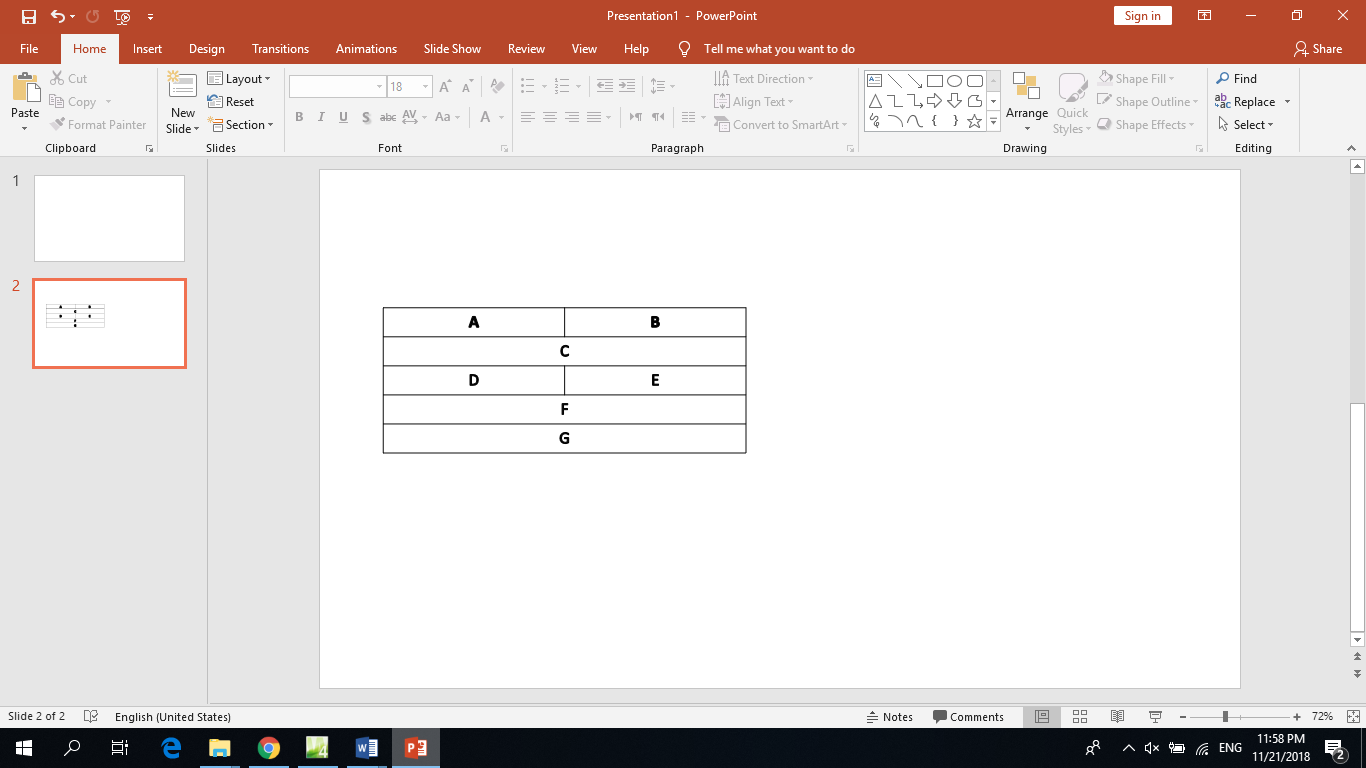 Presentation1 - PowerPoint
Sign in
File Home Insert Design Transitions Animations Slide Show Review View Help Tell me what you want to do Share
Paste
Cut
Copy
Format Painter
Clipboard
New Slide
Layout
Reset
Section
Slides
18
B I U S abc AV Aa A
Font
Text Direction
Align Text
Convert to SmartArt
Paragraph
Arrange
Quick Styles
Shape Fill
Shape Outline
Shape Effects
Drawing
Find
Replace
Select
Editing
1
2
A B
C
D E
F
G
Slide 2 of 2 English (United States) Notes Comments 72%
ENG
11:58 PM
11/21/2018
2